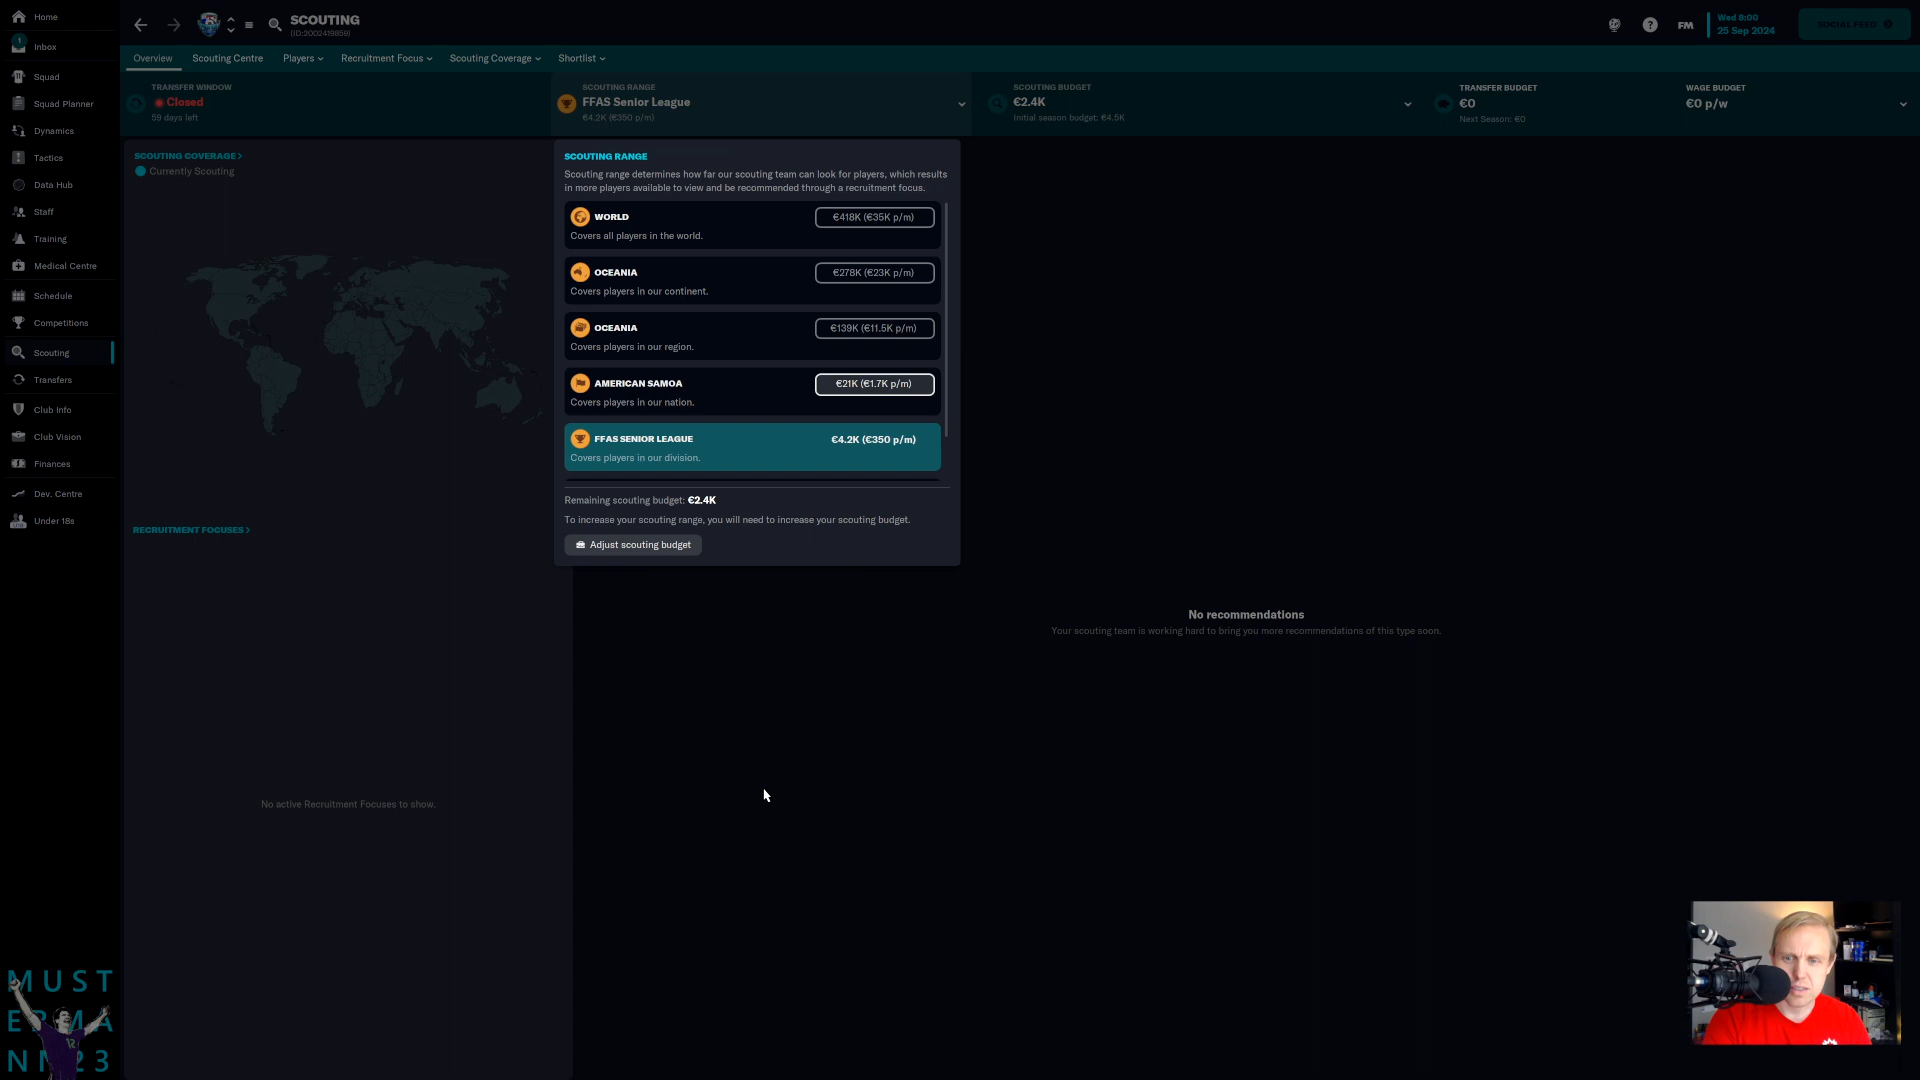 Home
Inbox
1
Squad
Squad Planner
Dynamics
Tactics
Data Hub
Staff
Training
Medical Centre
Schedule
Competitions
Scouting
Transfers
Club Info
Club Vision
Finances
Dev. Centre
Under 18s
MUST
ERMA
NN23
SCOUTING
(ID:2002419859)
FM
Wed 8:00
25 Sep 2024
SOCIAL FEED
Overview
Scouting Centre
Players
Recruitment Focus
Scouting Coverage
Shortlist
TRANSFER WINDOW
Closed
59 days left
SCOUTING RANGE
FFAS Senior League
€4.2K (€350 p/m)
SCOUTING BUDGET
€2.4K
Initial season budget: €4.5K
TRANSFER BUDGET
€0
Next Season: €0
WAGE BUDGET
€0 p/w
SCOUTING COVERAGE >
Currently Scouting
RECRUITMENT FOCUSES >
No active Recruitment Focuses to show.
SCOUTING RANGE
Scouting range determines how far our scouting team can look for players, which results
in more players available to view and be recommended through a recruitment focus.
WORLD
€418K (€35K p/m)
Covers all players in the world.
OCEANIA
€278K (€23K p/m)
Covers players in our continent.
OCEANIA
€139K (€11.5K p/m)
Covers players in our region.
AMERICAN SAMOA
€21K (€1.7K p/m)
Covers players in our nation.
FFAS SENIOR LEAGUE
€4.2K (€350 p/m)
Covers players in our division.
Remaining scouting budget: €2.4K
To increase your scouting range, you will need to increase your scouting budget.
Adjust scouting budget
No recommendations
Your scouting team is working hard to bring you more recommendations of this type soon.